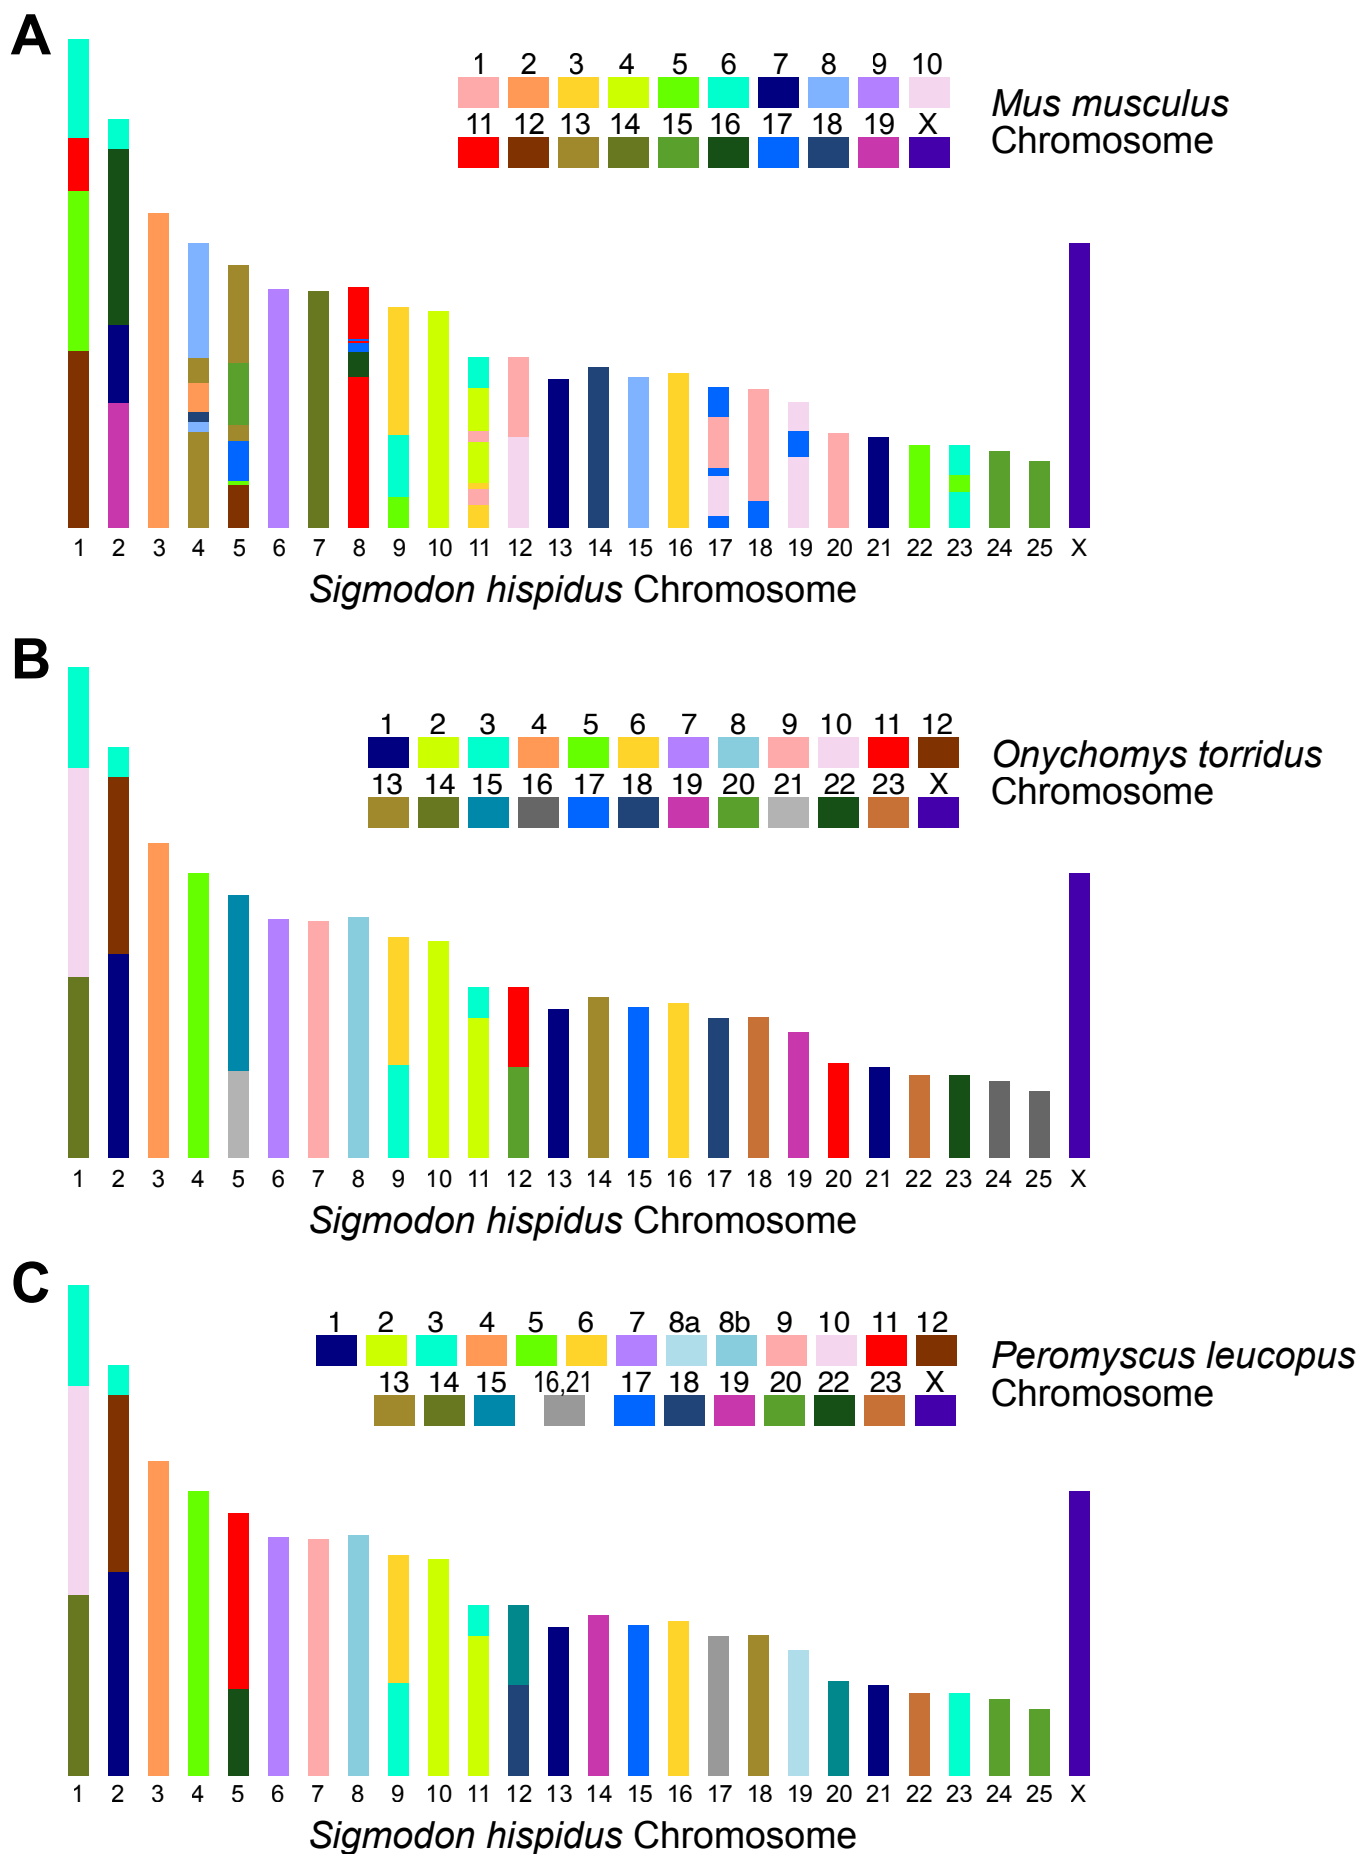 A
1 2 3 4 5 6 7 8 9 10
Mus musculus
11 12 13 14 15 16 17 18 19 X
Chromosome
1 2 3 4 5 6 7 8 9 10 11 12 13 14 15 16 17 18 19 20 21 22 23 24 25 X
Sigmodon hispidus Chromosome
B
1 2 3 4 5 6 7 8 9 10 11 12
Onychomys torridus
13 14 15 16 17 18 19 20 21 22 23 X
Chromosome
1 2 3 4 5 6 7 8 9 10 11 12 13 14 15 16 17 18 19 20 21 22 23 24 25 X
Sigmodon hispidus Chromosome
C
1 2 3 4 5 6 7 8a 8b 9 10 11 12
Peromyscus leucopus
13 14 15 16,21 17 18 19 20 22 23 X
Chromosome
1 2 3 4 5 6 7 8 9 10 11 12 13 14 15 16 17 18 19 20 21 22 23 24 25 X
Sigmodon hispidus Chromosome